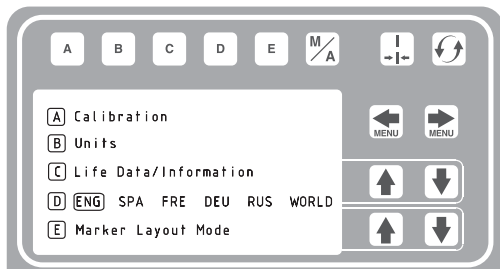 A B C D E M/A
A Calibration
MENU MENU
B Units
C Life Data/Information
D ENG SPA FRE DEU RUS WORLD
E Marker Layout Mode